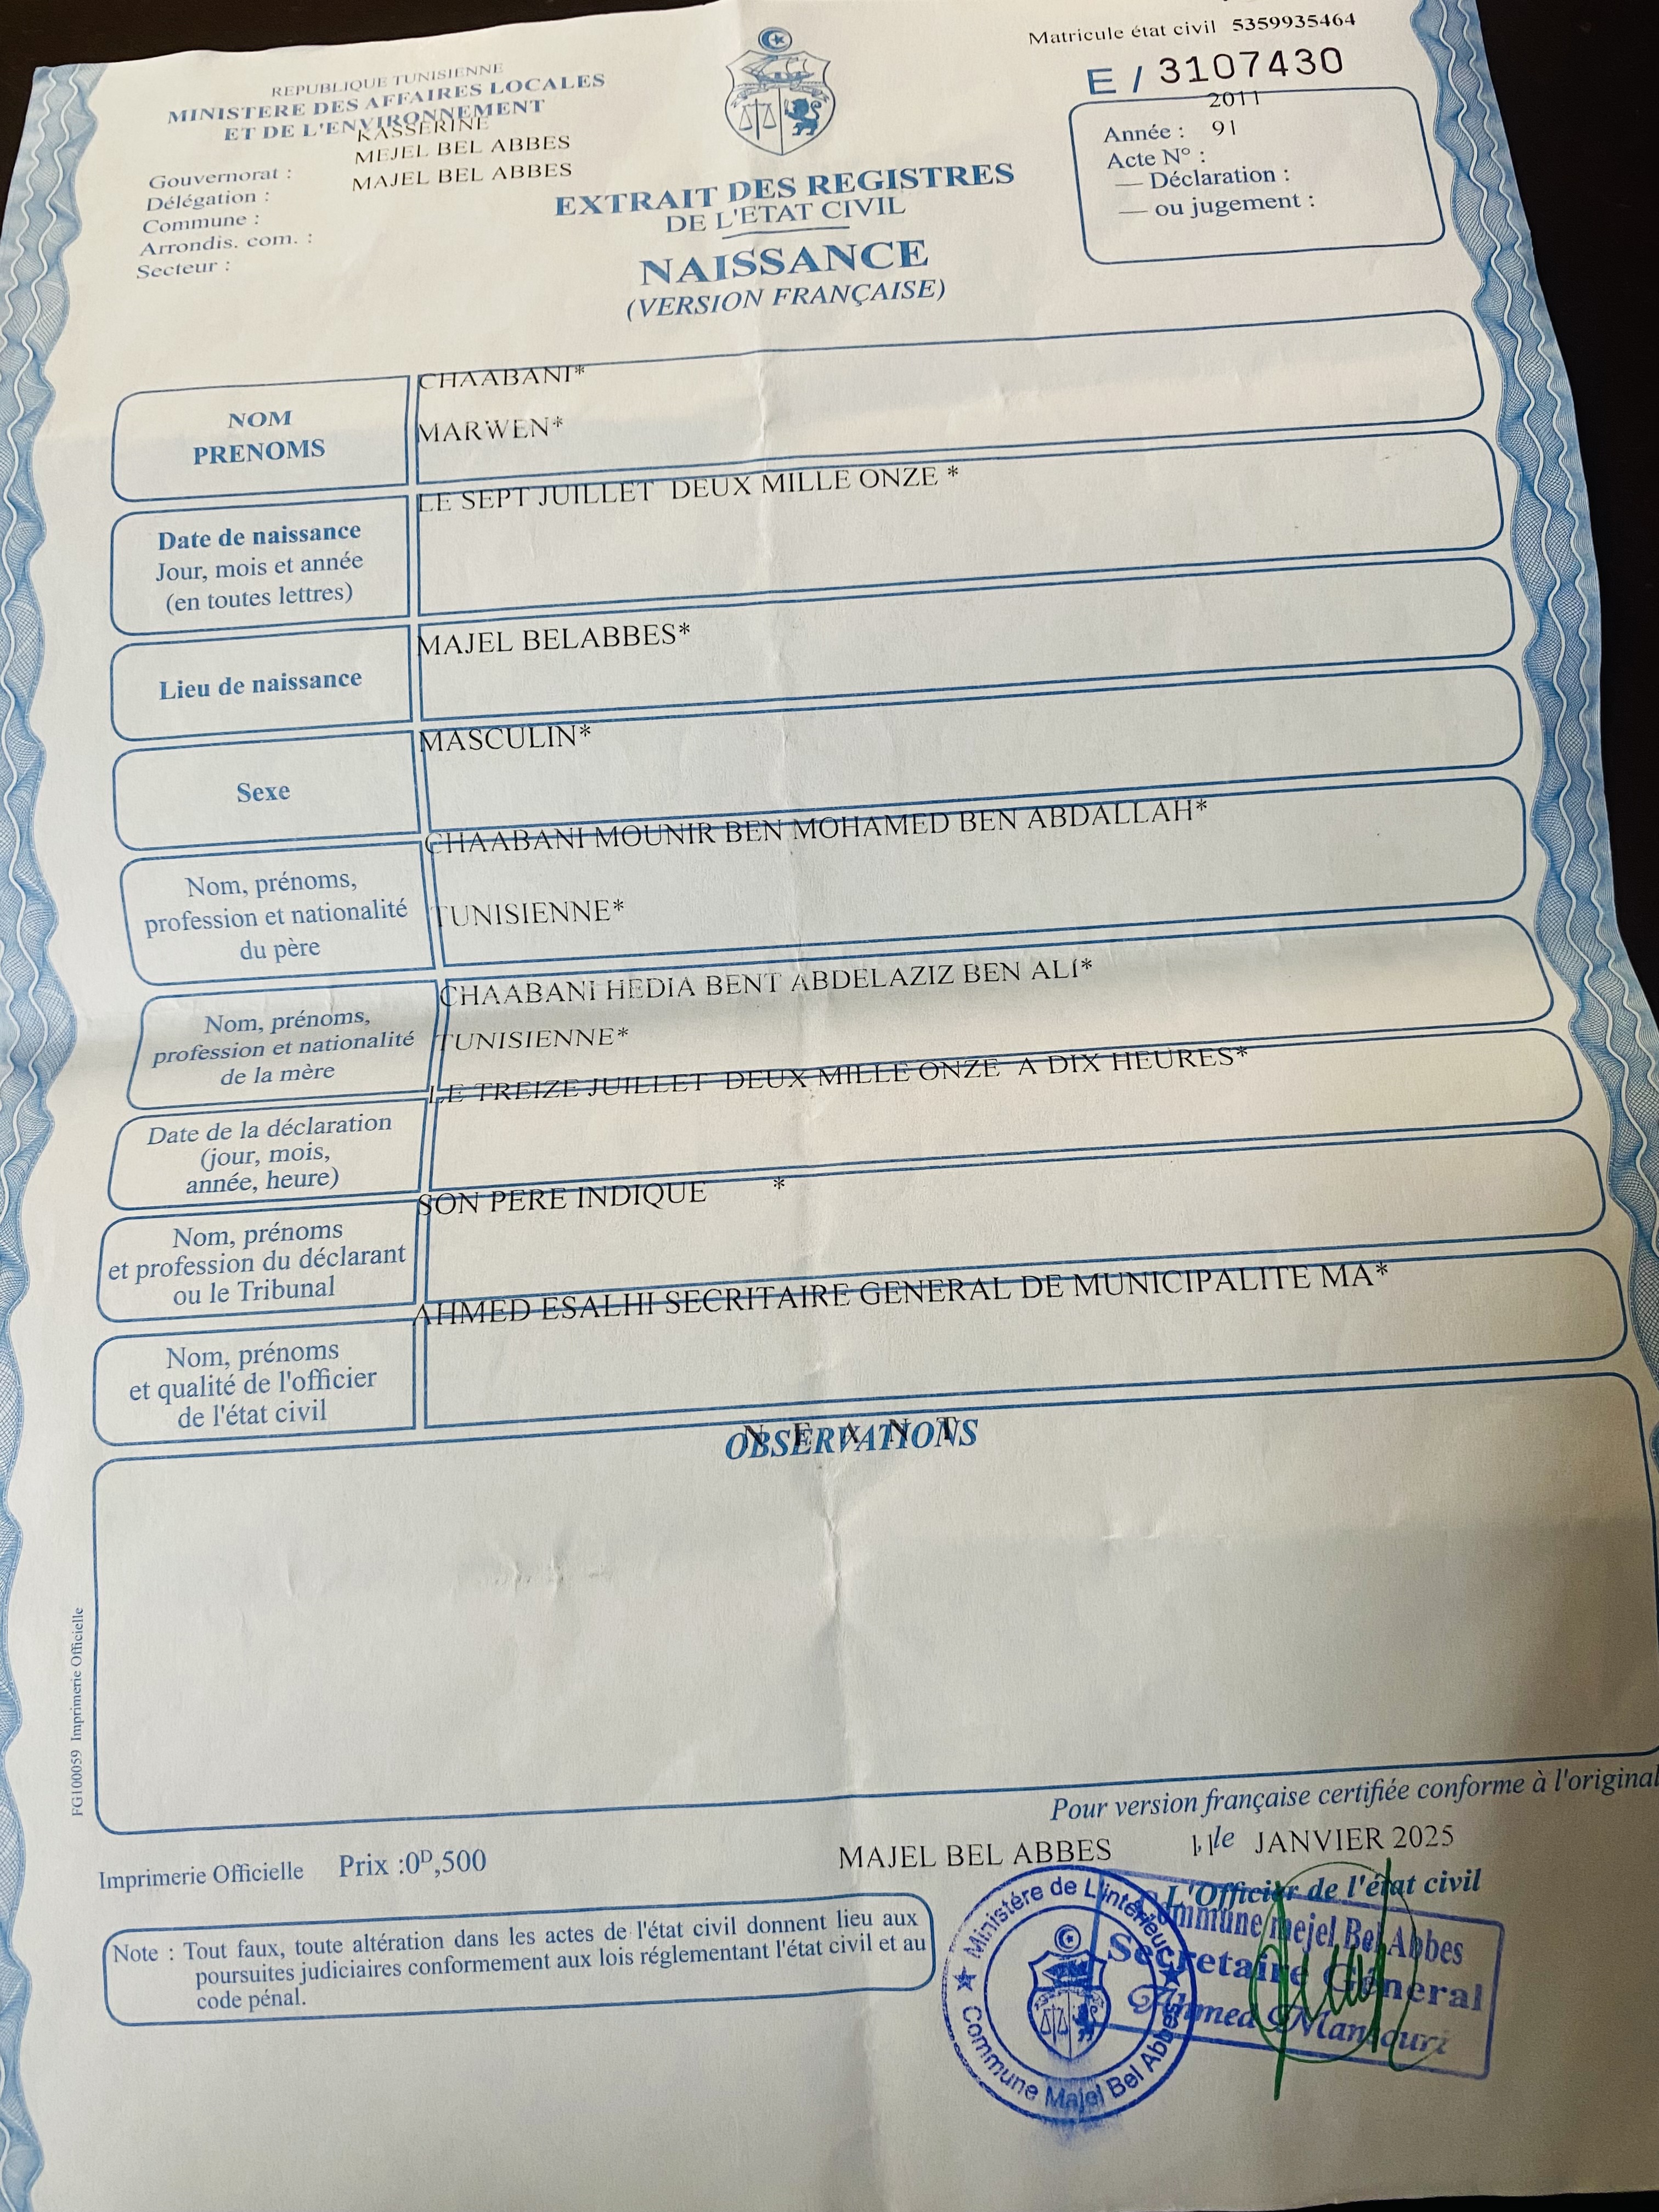 Matricule état civil 5359935464
E / 3107430
REPUBLIQUE TUNISIENNE
MINISTERE DES AFFAIRES LOCALES
ET DE L'ENVIRONNEMENT
KASSERINE
MEJEL BEL ABBES
MAJEL BEL ABBES
Gouvernorat :
Délégation :
Commune :
Arrondis. com. :
Secteur :
EXTRAIT DES REGISTRES
DE L'ETAT CIVIL
NAISSANCE
(VERSION FRANÇAISE)
2011
Année : 91
Acte N° :
— Déclaration :
— ou jugement :
NOM
PRENOMS
CHAABANI*
MARWEN*
Date de naissance
Jour, mois et année
(en toutes lettres)
LE SEPT JUILLET DEUX MILLE ONZE *
Lieu de naissance
MAJEL BELABBES*
Sexe
MASCULIN*
Nom, prénoms,
profession et nationalité
du père
CHAABANI MOUNIR BEN MOHAMED BEN ABDALLAH*
TUNISIENNE*
Nom, prénoms,
profession et nationalité
de la mère
CHAABANI HEDIA BENT ABDELAZIZ BEN ALI*
TUNISIENNE*
Date de la déclaration
(jour, mois,
année, heure)
LE TREIZE JUILLET DEUX MILLE ONZE A DIX HEURES*
Nom, prénoms
et profession du déclarant
ou le Tribunal
SON PERE INDIQUE *
Nom, prénoms
et qualité de l'officier
de l'état civil
AHMED ESALHI SECRITAIRE GENERAL DE MUNICIPALITE MA*
OBSERVATIONS
N E A N T
FG100059 Imprimerie Officielle
Pour version française certifiée conforme à l'original
MAJEL BEL ABBES le JANVIER 2025
L'Officier de l'état civil
Imprimerie Officielle Prix :0D,500
Note : Tout faux, toute altération dans les actes de l'état civil donnent lieu aux
poursuites judiciaires conformement aux lois réglementant l'état civil et au
code pénal.
Ministère de L'intérieur
Commune Majel Bel Abbes
Commune mejel Bel Abbes
Secretaire Général
Ahmed Mansouri